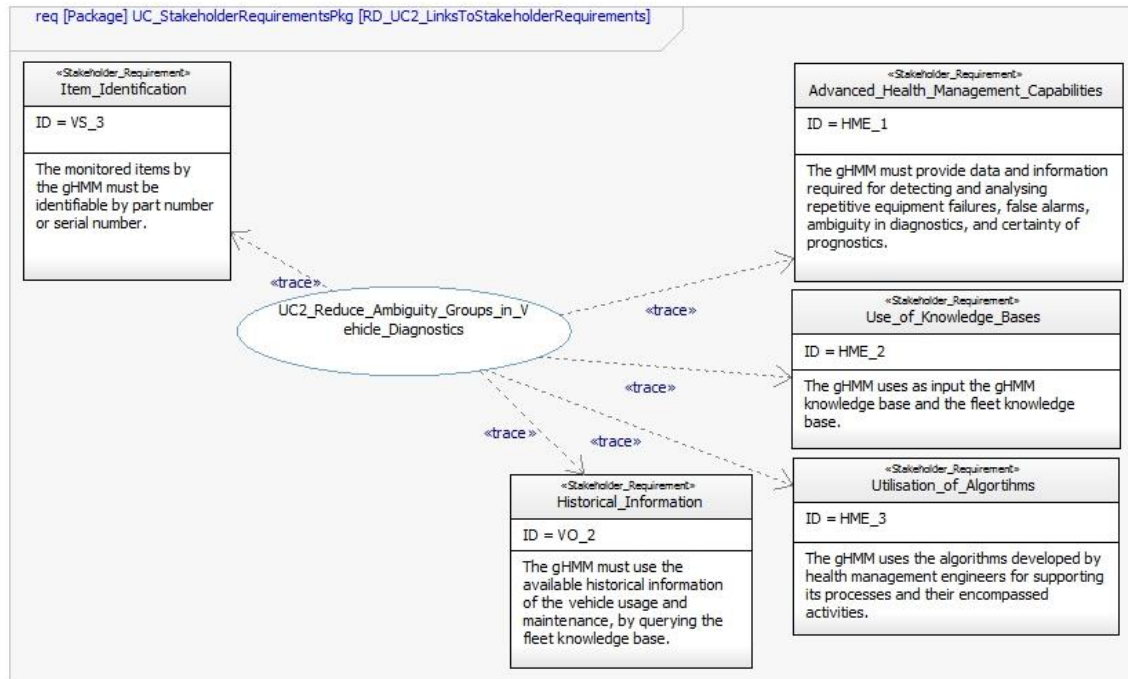 req [Package] UC_StakeholderRequirementsPkg [RD_UC2_LinksToStakeholderRequirements]
«Stakeholder_Requirement»
Item_Identification
ID = VS_3
The monitored items by
the gHMM must be
identifiable by part number
or serial number.
«Stakeholder_Requirement»
Advanced_Health_Management_Capabilities
ID = HME_1
The gHMM must provide data and information
required for detecting and analysing
repetitive equipment failures, false alarms,
ambiguity in diagnostics, and certainty of
prognostics.
«trace»
UC2_Reduce_Ambiguity_Groups_in_V
ehicle_Diagnostics
«trace»
«Stakeholder_Requirement»
Use_of_Knowledge_Bases
ID = HME_2
The gHMM uses as input the gHMM
knowledge base and the fleet knowledge
base.
«trace»
«trace»
«trace»
«Stakeholder_Requirement»
Historical_Information
ID = VO_2
The gHMM must use the
available historical information
of the vehicle usage and
maintenance, by querying the
fleet knowledge base.
«Stakeholder_Requirement»
Utilisation_of_Algortihms
ID = HME_3
The gHMM uses the algorithms developed by
health management engineers for supporting
its processes and their encompassed
activities.